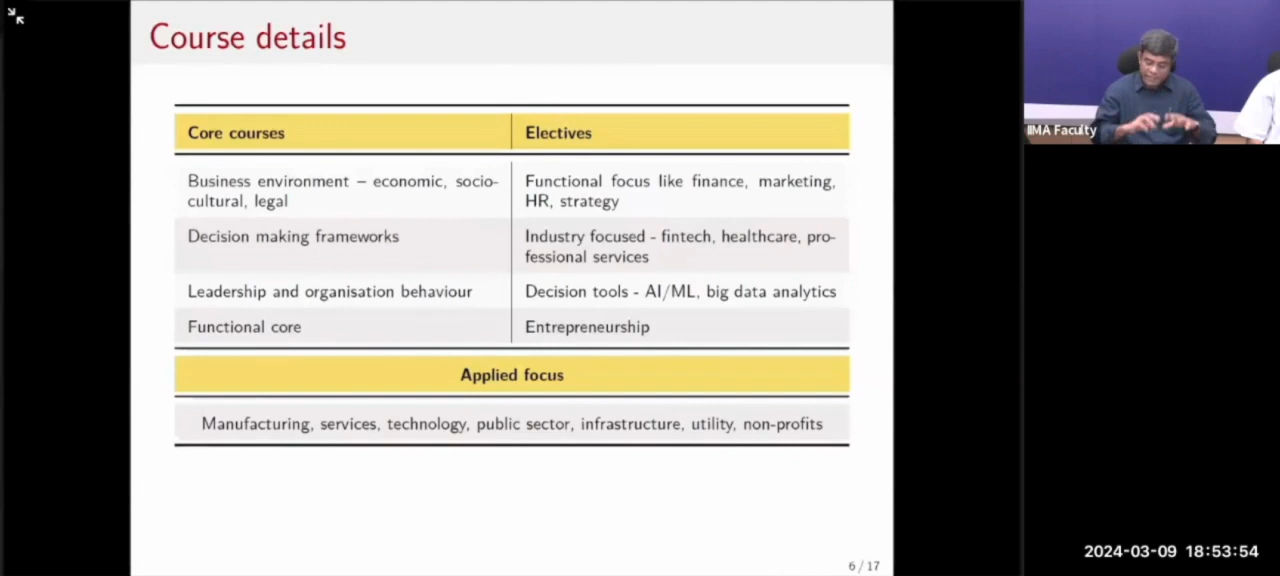 Course details
IIMA Faculty
Core courses
Electives
Business environment – economic, socio-
cultural, legal
Functional focus like finance, marketing,
HR, strategy
Decision making frameworks
Industry focused - fintech, healthcare, pro-
fessional services
Leadership and organisation behaviour
Decision tools - AI/ML, big data analytics
Functional core
Entrepreneurship
Applied focus
Manufacturing, services, technology, public sector, infrastructure, utility, non-profits
2024-03-09 18:53:54
6 / 17